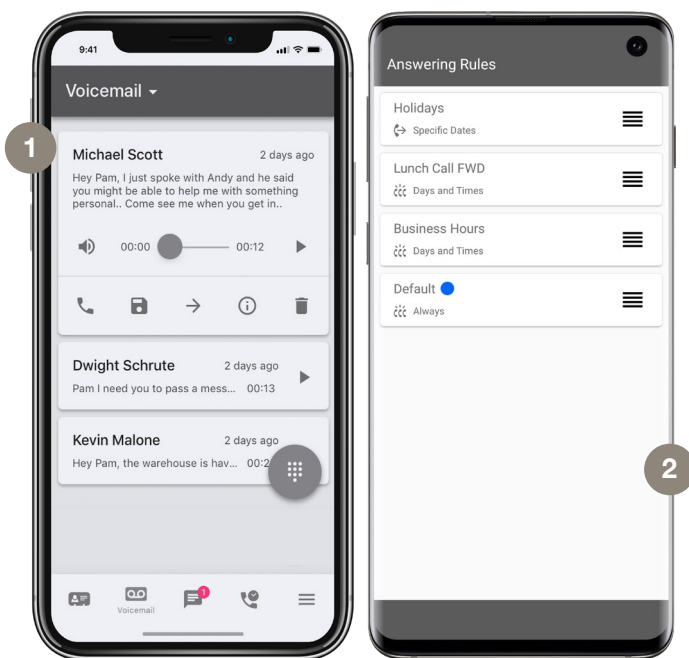 9:41
Voicemail
1
Michael Scott 2 days ago
Hey Pam, I just spoke with Andy and he said
you might be able to help me with something
personal.. Come see me when you get in..
00:00 00:12
Dwight Schrute 2 days ago
Pam I need you to pass a mess... 00:13
Kevin Malone 2 days ago
Hey Pam, the warehouse is hav...
Voicemail
1
Answering Rules
Holidays
Specific Dates
Lunch Call FWD
Days and Times
Business Hours
Days and Times
Default
Always
2